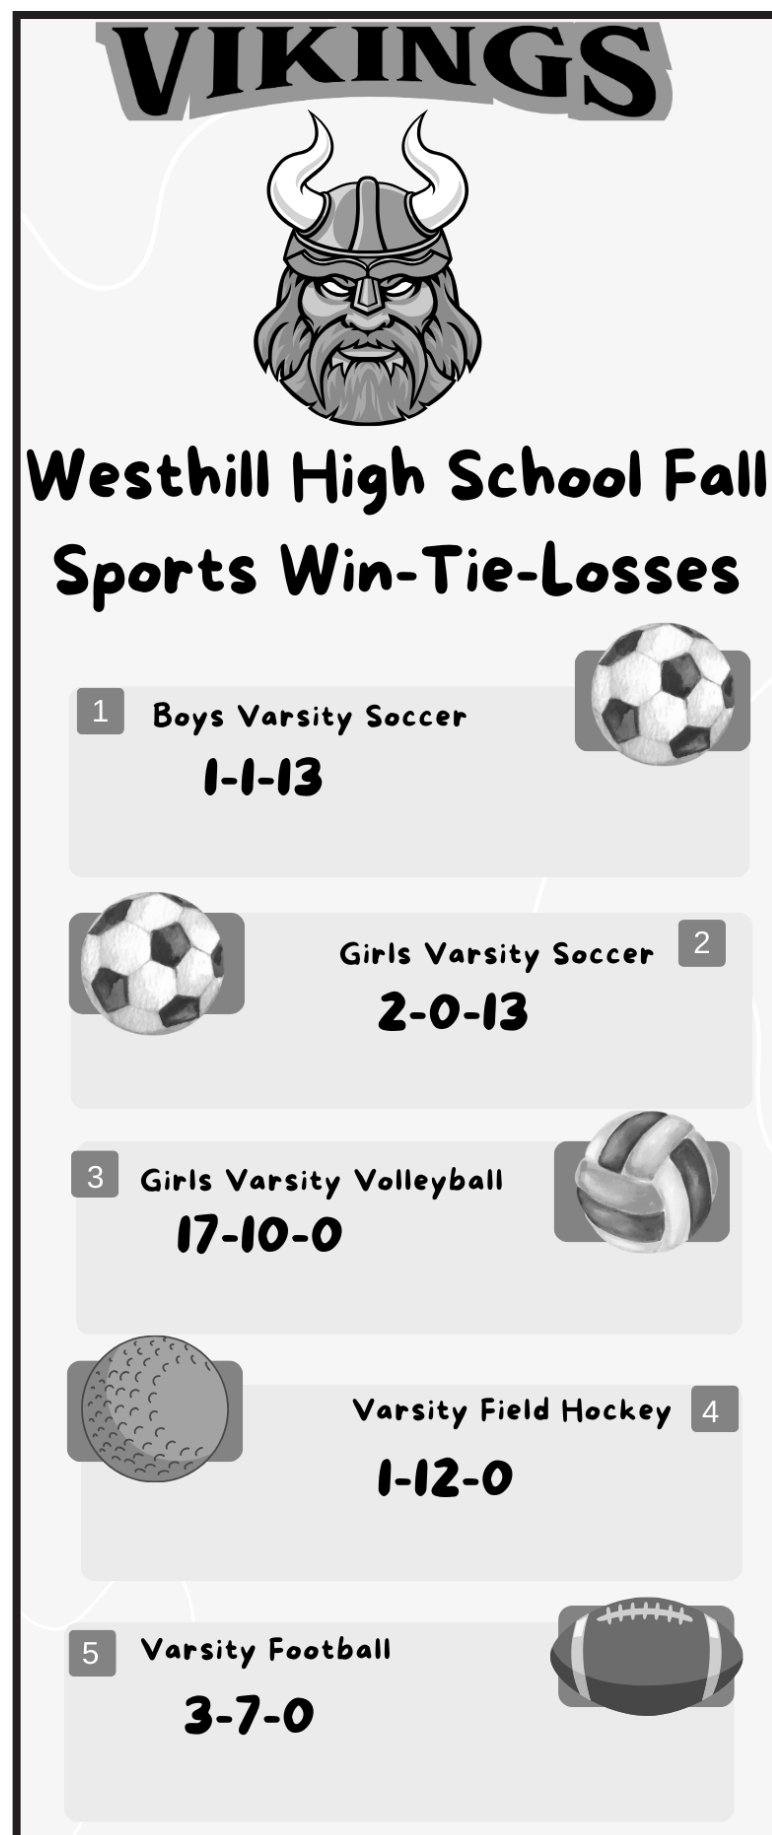 VIKINGS
Westhill High School Fall
Sports Win-Tie-Losses
1 Boys Varsity Soccer
1-1-13
Girls Varsity Soccer 2
2-0-13
3 Girls Varsity Volleyball
17-10-0
Varsity Field Hockey 4
1-12-0
5 Varsity Football
3-7-0